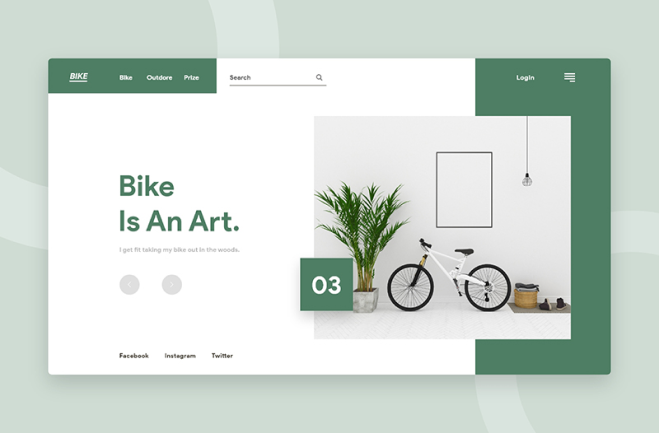 BIKE
Bike Outdore Prize
Search
Login
Bike
Is An Art.
I get fit taking my bike out in the woods.
03
Facebook Instagram Twitter